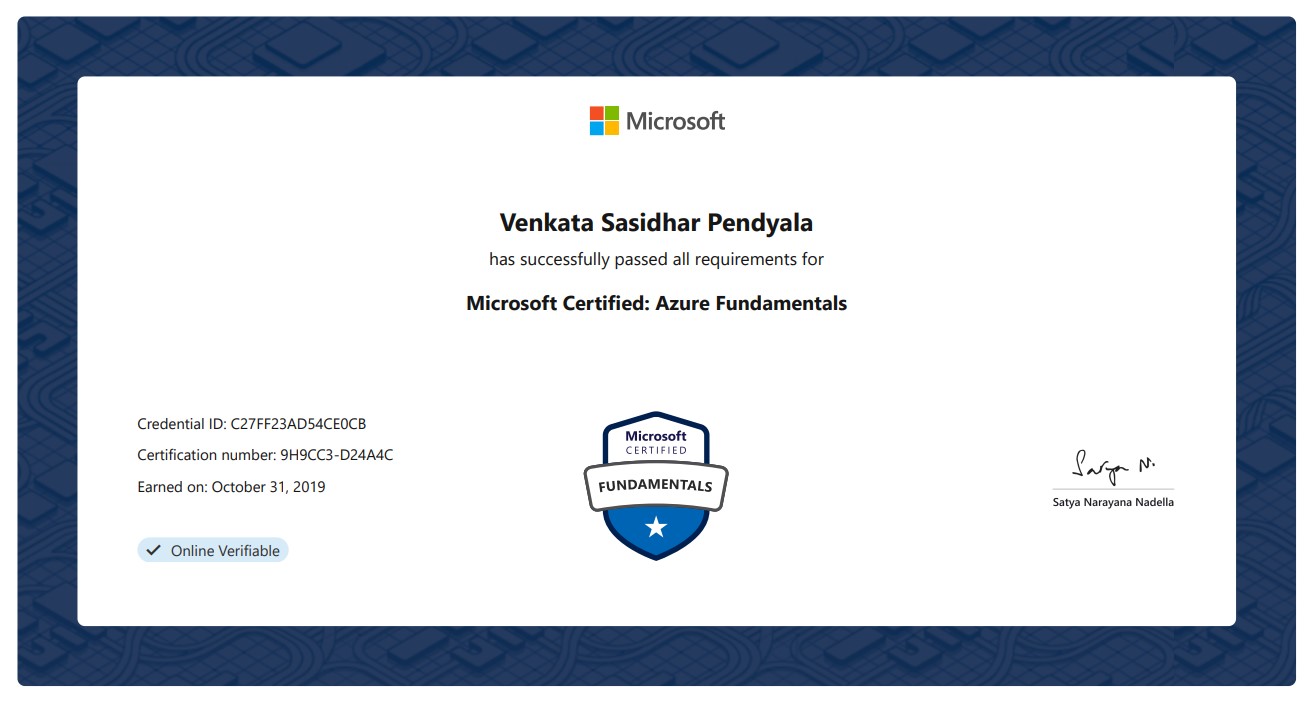 Microsoft
Venkata Sasidhar Pendyala
has successfully passed all requirements for
Microsoft Certified: Azure Fundamentals
Credential ID: C27FF23AD54CE0CB
Certification number: 9H9CC3-D24A4C
Earned on: October 31, 2019
Online Verifiable
Microsoft
CERTIFIED
FUNDAMENTALS
Satya N.
Satya Narayana Nadella